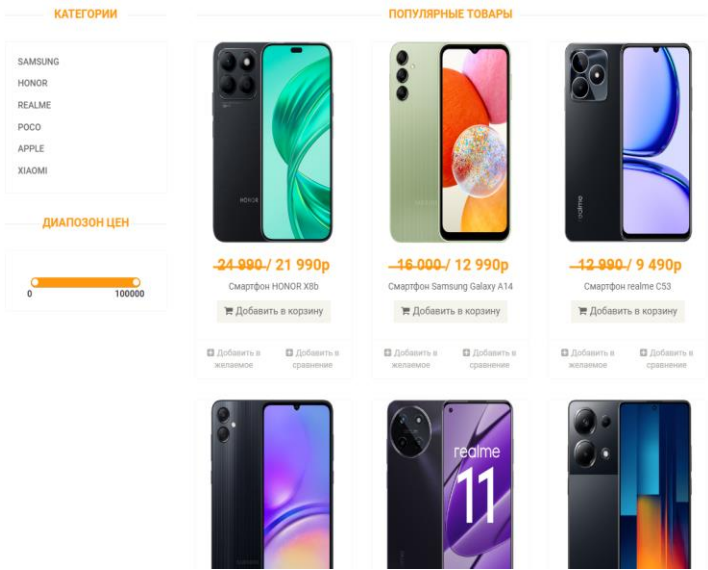 КАТЕГОРИИ
SAMSUNG
HONOR
REALME
POCO
APPLE
XIAOMI
ДИАПОЗОН ЦЕН
0 100000
ПОПУЛЯРНЫЕ ТОВАРЫ
HONOR
realme
24 990 / 21 990р
16 000 / 12 990р
12 990 / 9 490р
Смартфон HONOR X8b
Смартфон Samsung Galaxy A14
Смартфон realme C53
Добавить в корзину
Добавить в корзину
Добавить в корзину
Добавить в желаемое
Добавить в сравнение
Добавить в желаемое
Добавить в сравнение
Добавить в желаемое
Добавить в сравнение
realme
11